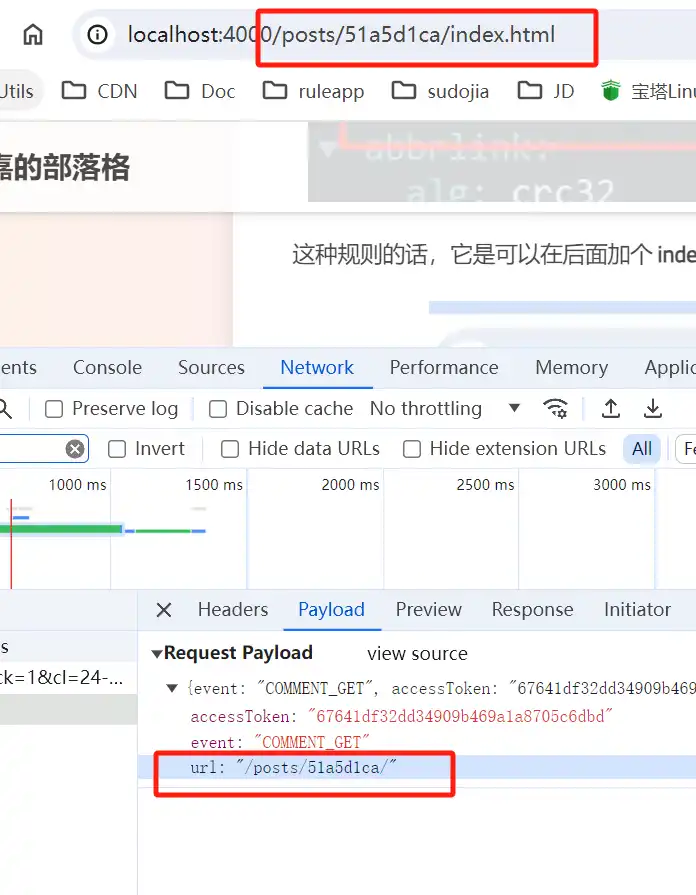 localhost:4000/posts/51a5d1ca/index.html
Utils CDN Doc ruleapp sudojia JD 宝塔Linu
嘉的部落格
abbrlink:
alg: crc32
这种规则的话，它是可以在后面加个 inde
ents Console Sources Network Performance Memory Applic
Preserve log Disable cache No throttling
Invert Hide data URLs Hide extension URLs All Fe
1000 ms 1500 ms 2000 ms 2500 ms 3000 ms
Headers Payload Preview Response Initiator
s
Request Payload view source
ck=1&cl=24-...
{event: "COMMENT_GET", accessToken: "67641df32dd34909b469
accessToken: "67641df32dd34909b469a1a8705c6dbd"
event: "COMMENT_GET"
url: "/posts/51a5d1ca/"